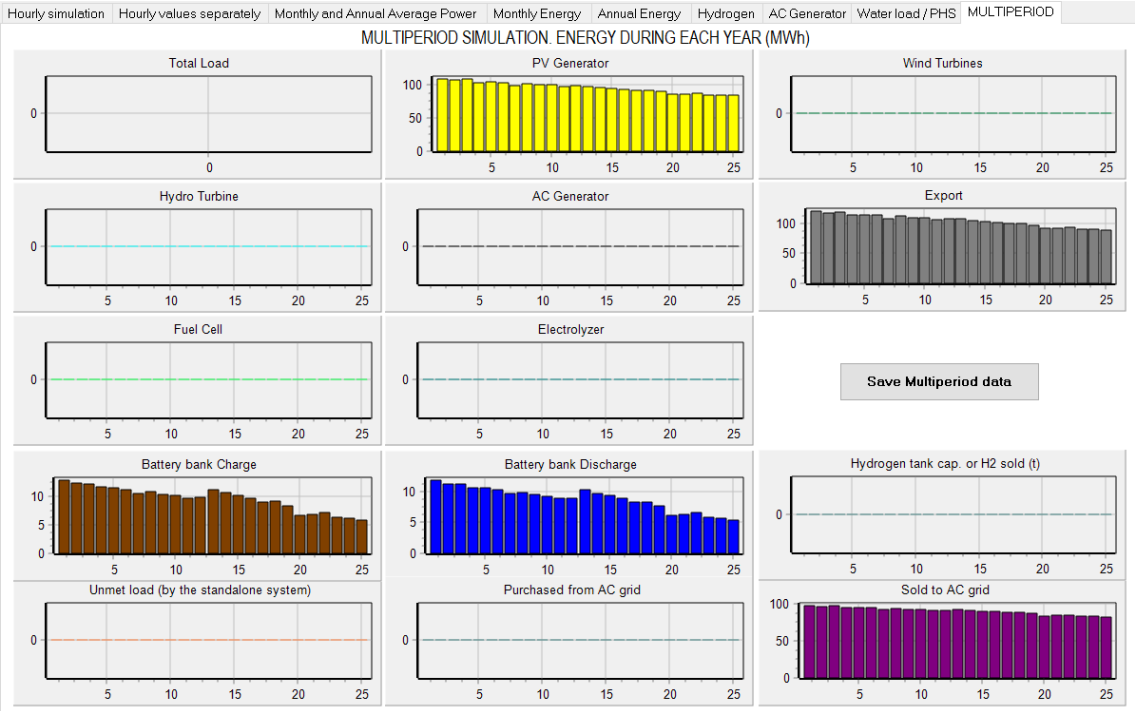 Hourly simulation Hourly values separately Monthly and Annual Average Power Monthly Energy Annual Energy Hydrogen AC Generator Water load / PHS MULTIPERIOD
MULTIPERIOD SIMULATION. ENERGY DURING EACH YEAR (MWh)
Total Load
0
0
PV Generator
100
50
0
5 10 15 20 25
Wind Turbines
0
5 10 15 20 25
Hydro Turbine
0
5 10 15 20 25
AC Generator
0
5 10 15 20 25
Export
100
50
0
5 10 15 20 25
Fuel Cell
0
5 10 15 20 25
Electrolyzer
0
5 10 15 20 25
Save Multiperiod data
Battery bank Charge
10
5
0
5 10 15 20 25
Battery bank Discharge
10
5
0
5 10 15 20 25
Hydrogen tank cap. or H2 sold (t)
0
5 10 15 20 25
Unmet load (by the standalone system)
0
5 10 15 20 25
Purchased from AC grid
0
5 10 15 20 25
Sold to AC grid
100
50
0
5 10 15 20 25